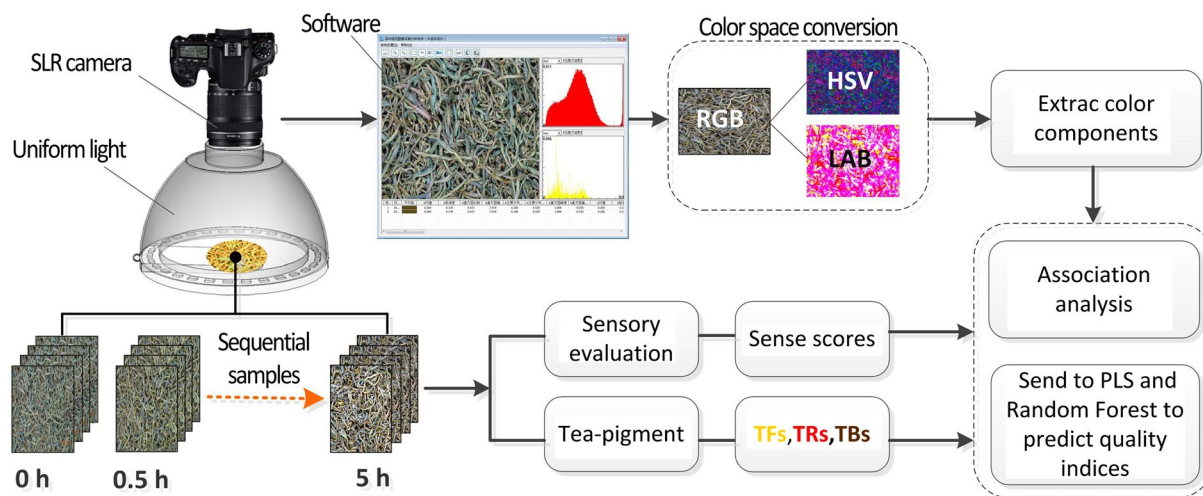 SLR camera
Uniform light
Software
Color space conversion
RGB
HSV
LAB
Extrac color
components
Association
analysis
Send to PLS and
Random Forest to
predict quality
indices
Sensory
evaluation
Sense scores
Tea-pigment
TFs,TRs,TBs
Sequential
samples
0 h
0.5 h
5 h